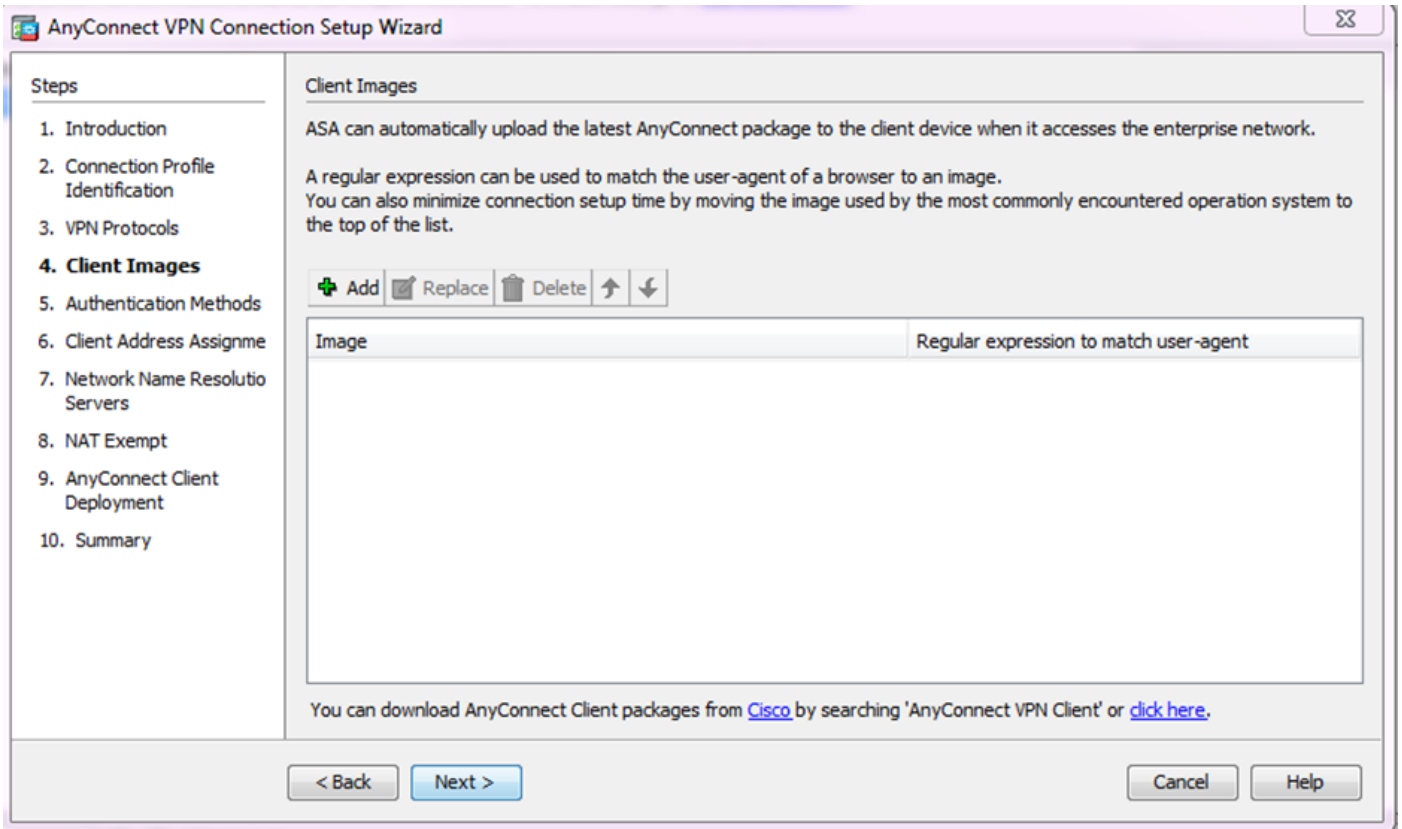 AnyConnect VPN Connection Setup Wizard
Steps
1. Introduction
2. Connection Profile
Identification
3. VPN Protocols
4. Client Images
5. Authentication Methods
6. Client Address Assignme
7. Network Name Resolutio
Servers
8. NAT Exempt
9. AnyConnect Client
Deployment
10. Summary
Client Images
ASA can automatically upload the latest AnyConnect package to the client device when it accesses the enterprise network.
A regular expression can be used to match the user-agent of a browser to an image.
You can also minimize connection setup time by moving the image used by the most commonly encountered operation system to
the top of the list.
Add Replace Delete
Image Regular expression to match user-agent
You can download AnyConnect Client packages from Cisco by searching 'AnyConnect VPN Client' or click here.
< Back Next > Cancel Help